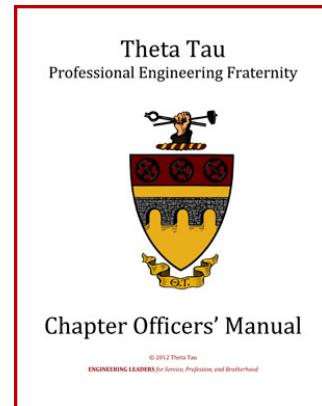 Theta Tau
Professional Engineering Fraternity
Θ.T.
Chapter Officers' Manual
© 2012 Theta Tau
ENGINEERING LEADERS for Service, Profession, and Brotherhood